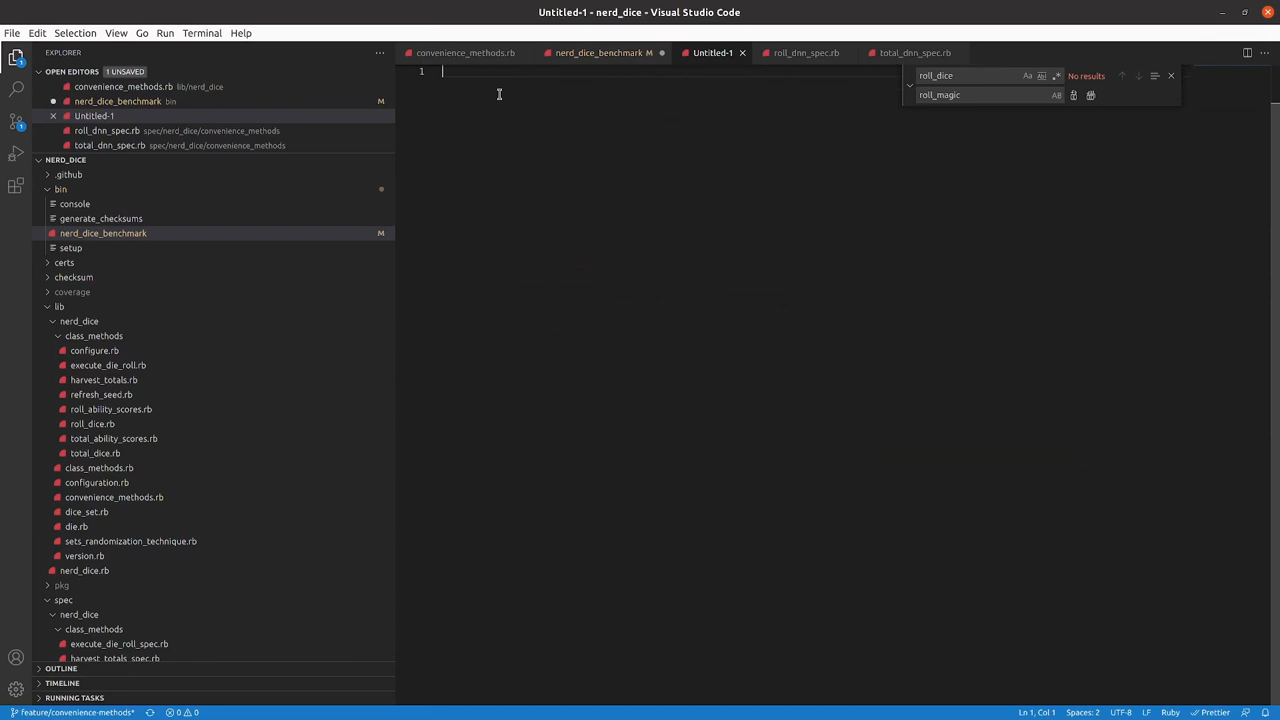 Untitled-1 - nerd_dice - Visual Studio Code
File Edit Selection View Go Run Terminal Help
EXPLORER
convenience_methods.rb
nerd_dice_benchmark M
Untitled-1
roll_dnn_spec.rb
total_dnn_spec.rb
OPEN EDITORS 1 UNSAVED
convenience_methods.rb lib/nerd_dice
nerd_dice_benchmark bin M
Untitled-1
roll_dnn_spec.rb spec/nerd_dice/convenience_methods
total_dnn_spec.rb spec/nerd_dice/convenience_methods
NERD_DICE
.github
bin
console
generate_checksums
nerd_dice_benchmark M
setup
certs
checksum
coverage
lib
nerd_dice
class_methods
configure.rb
execute_die_roll.rb
harvest_totals.rb
refresh_seed.rb
roll_ability_scores.rb
roll_dice.rb
total_ability_scores.rb
total_dice.rb
class_methods.rb
configuration.rb
convenience_methods.rb
dice_set.rb
die.rb
sets_randomization_technique.rb
version.rb
nerd_dice.rb
pkg
spec
nerd_dice
class_methods
execute_die_roll_spec.rb
harvest_totals_spec.rb
OUTLINE
TIMELINE
RUNNING TASKS
1
roll_dice Aa Ab .* No results
roll_magic AB
1
1
feature/convenience-methods* 0 0 Ln 1, Col 1 Spaces: 2 UTF-8 LF Ruby Prettier